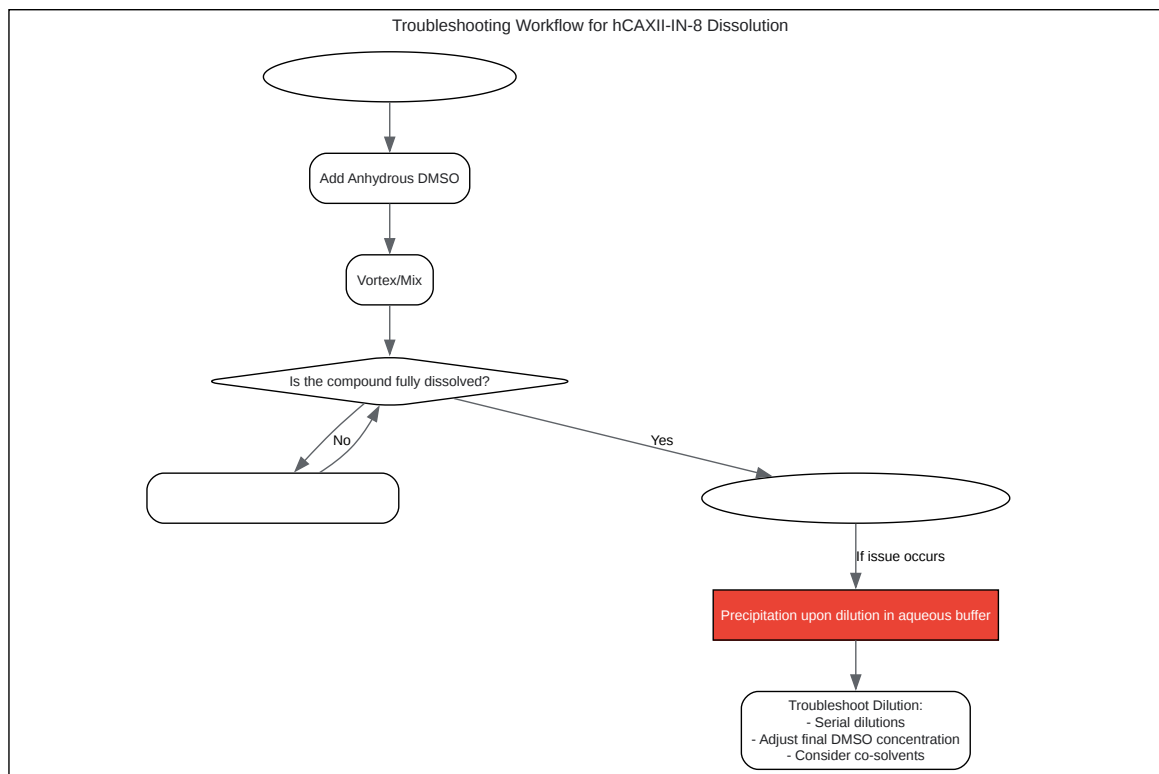 Troubleshooting Workflow for hCAXII-IN-8 Dissolution
Add Anhydrous DMSO
Vortex/Mix
Is the compound fully dissolved?
No
Yes
If issue occurs
Precipitation upon dilution in aqueous buffer
Troubleshoot Dilution:
- Serial dilutions
- Adjust final DMSO concentration
- Consider co-solvents